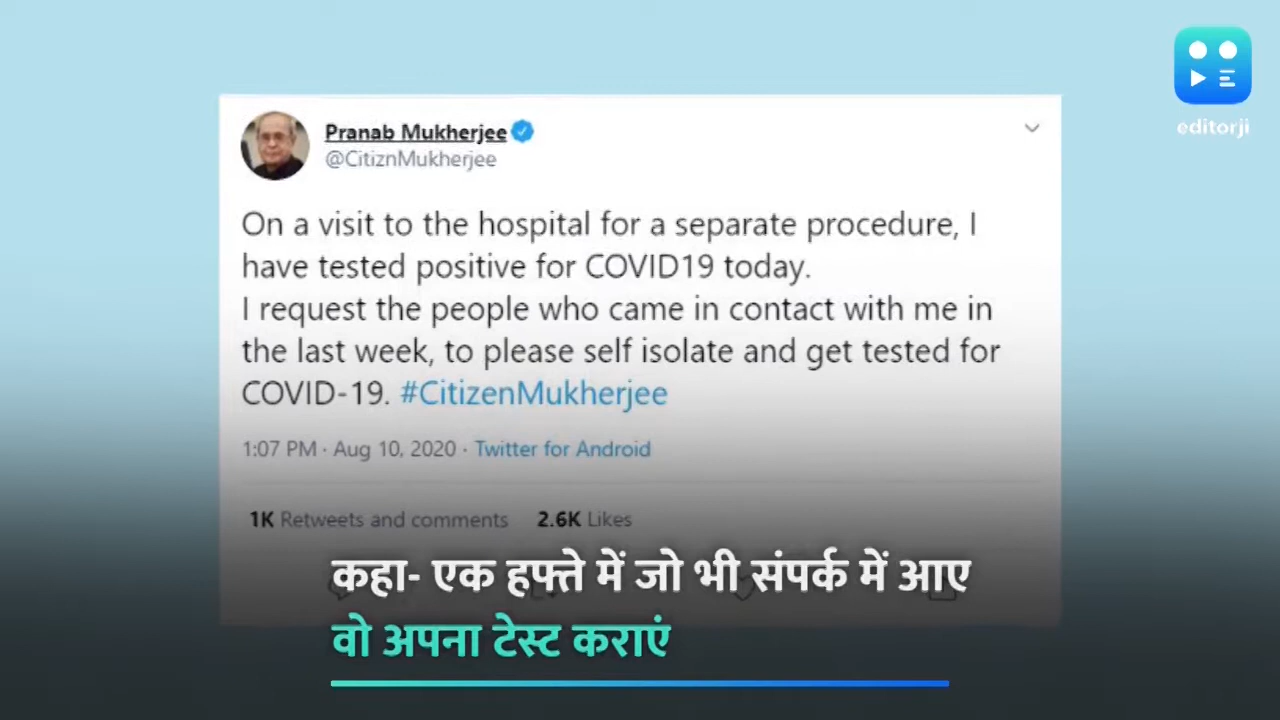 editorji
Pranab Mukherjee
@CitiznMukherjee
On a visit to the hospital for a separate procedure, I
have tested positive for COVID19 today.
I request the people who came in contact with me in
the last week, to please self isolate and get tested for
COVID-19. #CitizenMukherjee
1:07 PM · Aug 10, 2020 · Twitter for Android
1K Retweets and comments 2.6K Likes
कहा- एक हफ्ते में जो भी संपर्क में आए
वो अपना टेस्ट कराएं